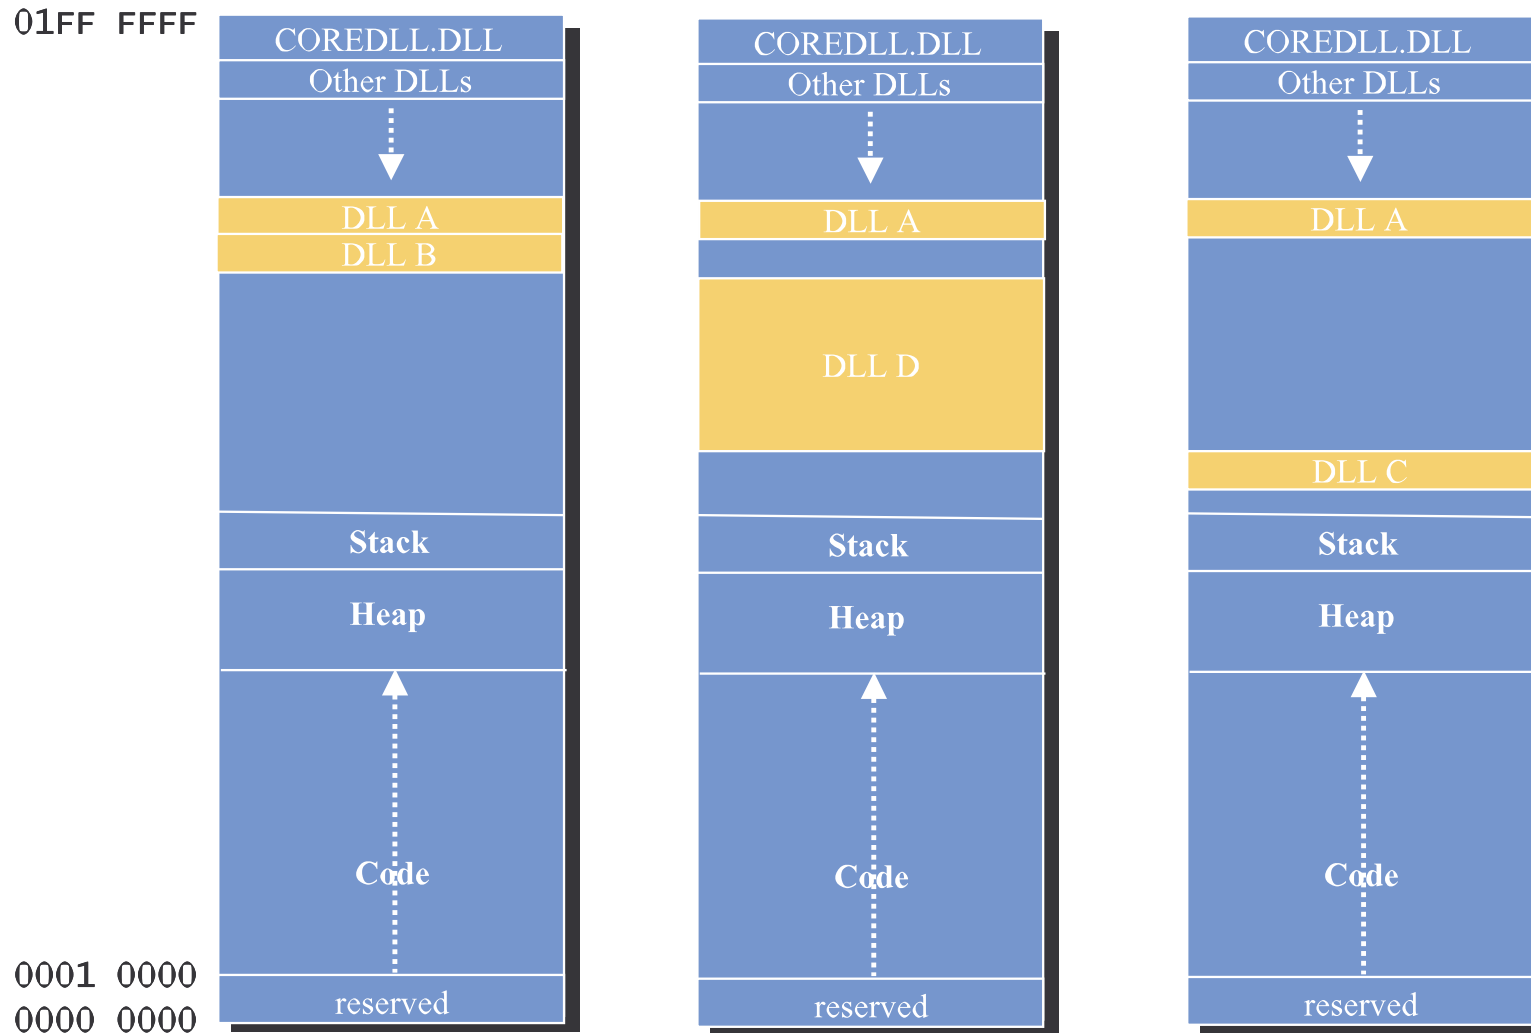 01FF FFFF
COREDLL.DLL
Other DLLs
DLL A
DLL B
Stack
Heap
Code
reserved
0001 0000
0000 0000
COREDLL.DLL
Other DLLs
DLL A
DLL D
Stack
Heap
Code
reserved
COREDLL.DLL
Other DLLs
DLL A
DLL C
Stack
Heap
Code
reserved